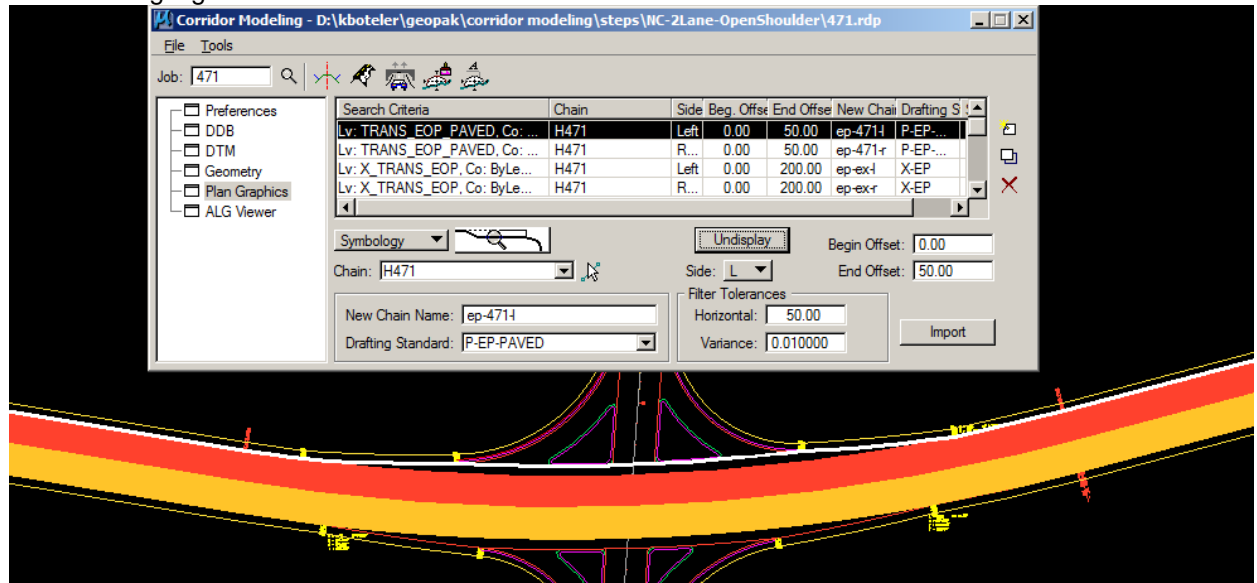 Corridor Modeling - D:\kboteler\geopak\corridor modeling\steps\NC-2Lane-OpenShoulder\471.rdp
File Tools
Job: 471
Preferences
DDB
DTM
Geometry
Plan Graphics
ALG Viewer
Search Criteria Chain Side Beg. Offse End Offse New Chai Drafting S
Lv: TRANS_EOP_PAVED, Co: ... H471 Left 0.00 50.00 ep-471-l P-EP-...
Lv: TRANS_EOP_PAVED, Co: ... H471 R... 0.00 50.00 ep-471-r P-EP-...
Lv: X_TRANS_EOP, Co: ByLe... H471 Left 0.00 200.00 ep-ex-l X-EP
Lv: X_TRANS_EOP, Co: ByLe... H471 R... 0.00 200.00 ep-ex-r X-EP
Symbology Undisplay Begin Offset: 0.00
Chain: H471 Side: L End Offset: 50.00
Filter Tolerances
New Chain Name: ep-471-l Horizontal: 50.00
Import
Drafting Standard: P-EP-PAVED Variance: 0.010000